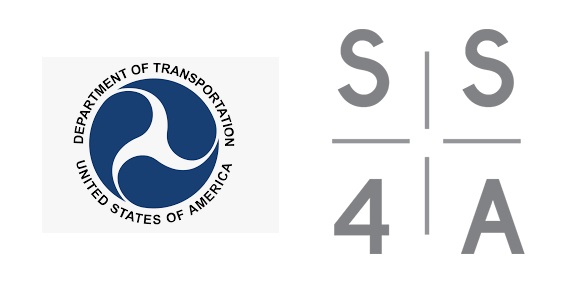 DEPARTMENT OF TRANSPORTATION
UNITED STATES OF AMERICA
S S
4 A